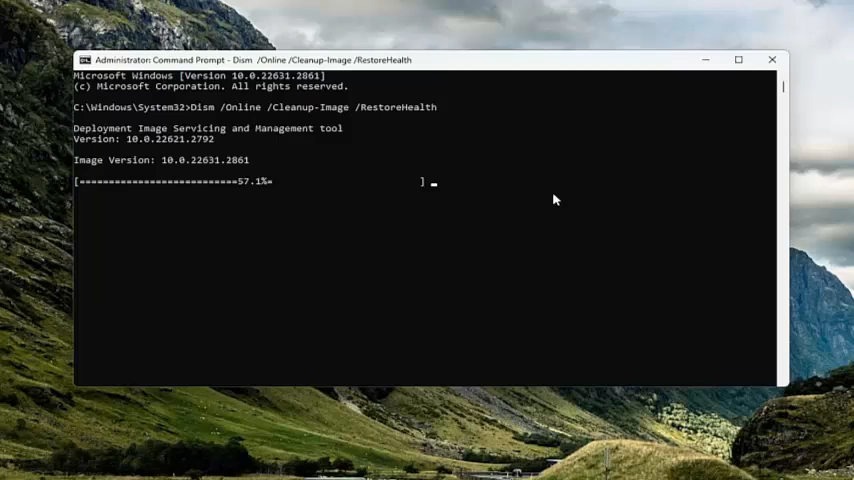 Administrator: Command Prompt - Dism  /Online /Cleanup-Image /RestoreHealth
Microsoft Windows [Version 10.0.22631.2861]
(c) Microsoft Corporation. All rights reserved.
C:\Windows\System32>Dism /Online /Cleanup-Image /RestoreHealth
Deployment Image Servicing and Management tool
Version: 10.0.22621.2792
Image Version: 10.0.22631.2861
[===========================57.1%=                          ]